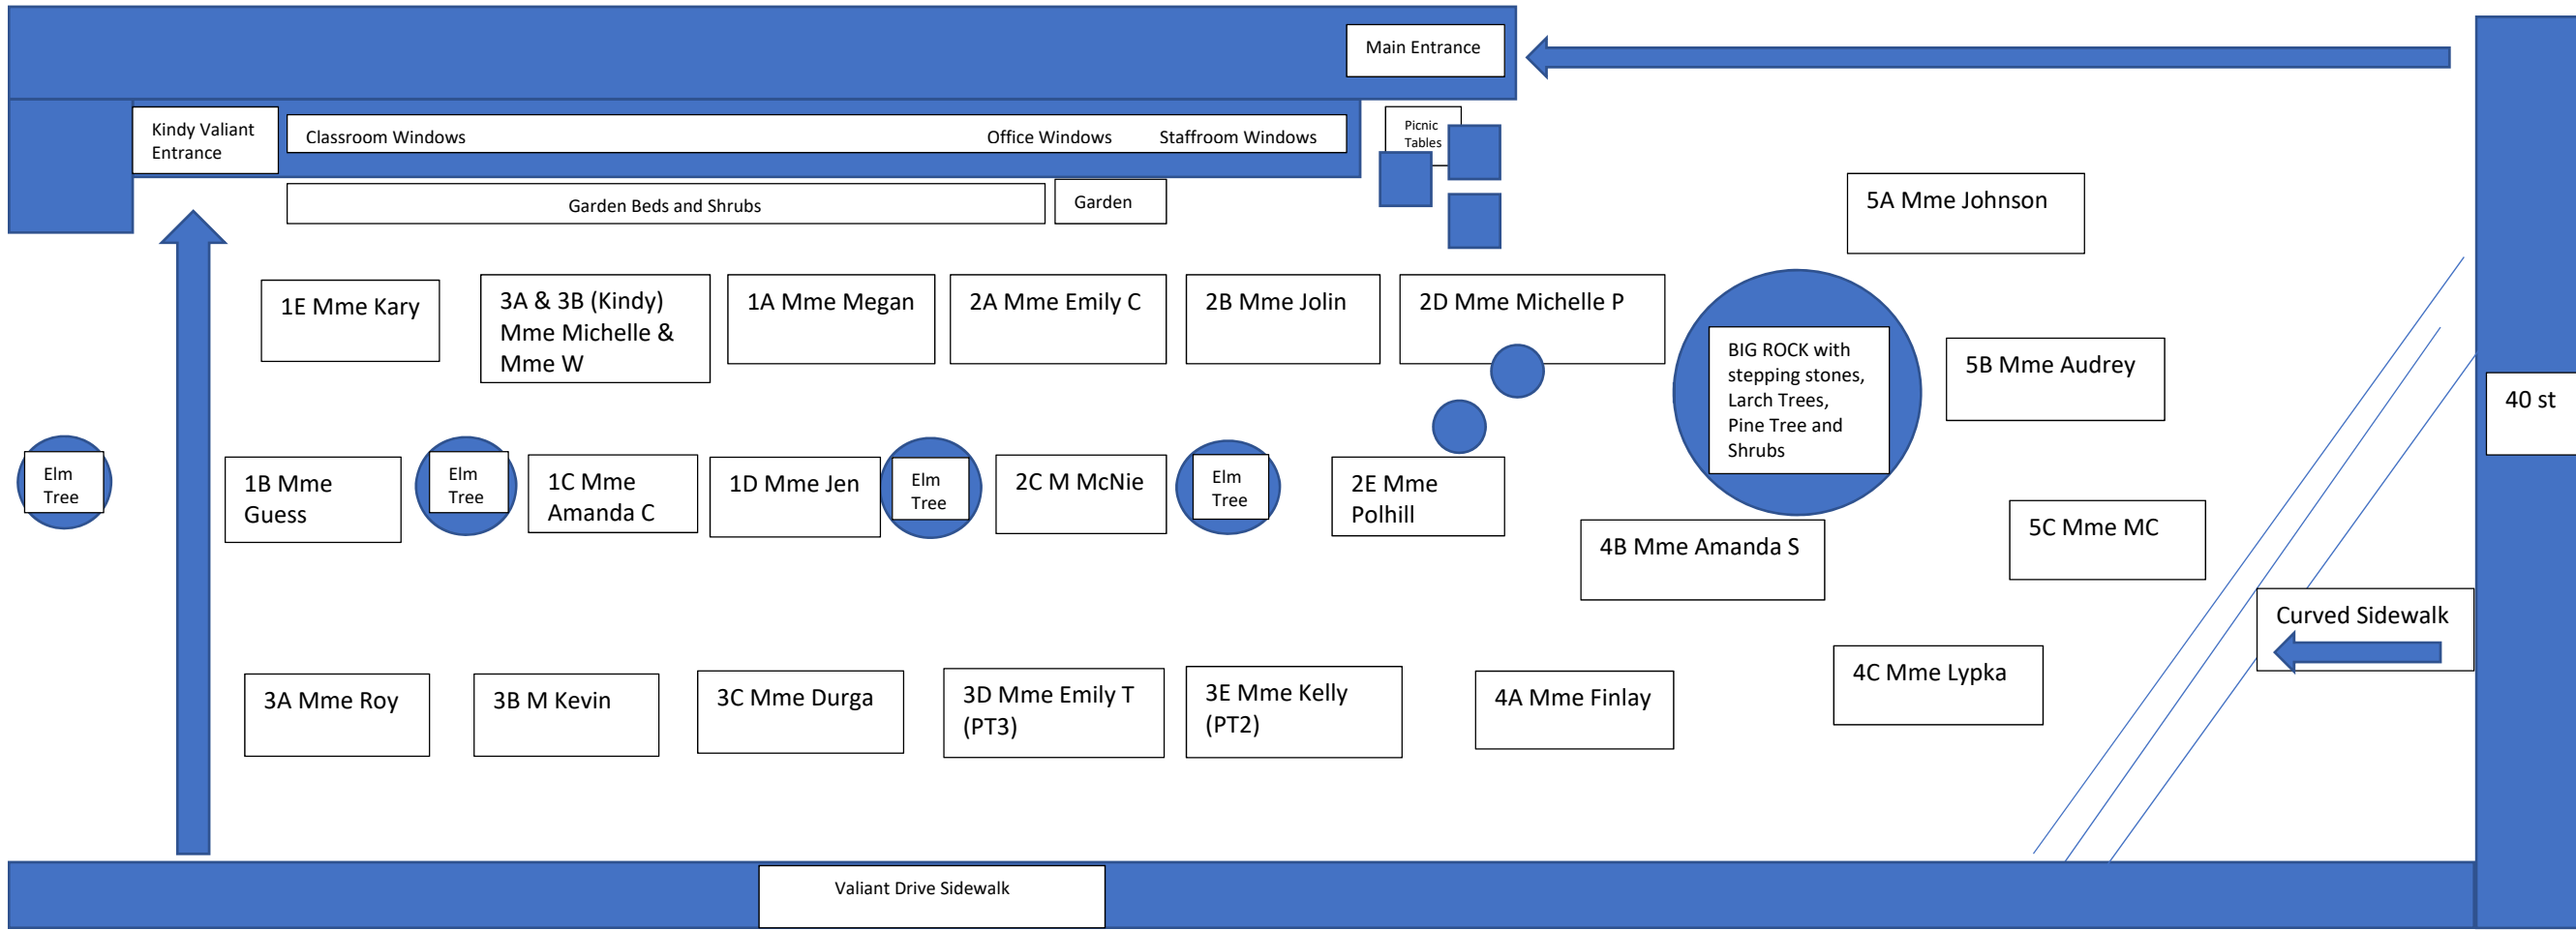 Main Entrance
Kindy Valiant
Entrance
Classroom Windows
Office Windows
Staffroom Windows
Picnic
Tables
Garden Beds and Shrubs
Garden
5A Mme Johnson
1E Mme Kary
3A & 3B (Kindy)
Mme Michelle &
Mme W
1A Mme Megan
2A Mme Emily C
2B Mme Jolin
2D Mme Michelle P
BIG ROCK with
stepping stones,
Larch Trees,
Pine Tree and
Shrubs
5B Mme Audrey
40 st
Elm
Tree
1B Mme
Guess
Elm
Tree
1C Mme
Amanda C
1D Mme Jen
Elm
Tree
2C M McNie
Elm
Tree
2E Mme
Polhill
4B Mme Amanda S
5C Mme MC
Curved Sidewalk
3A Mme Roy
3B M Kevin
3C Mme Durga
3D Mme Emily T
(PT3)
3E Mme Kelly
(PT2)
4A Mme Finlay
4C Mme Lypka
Valiant Drive Sidewalk